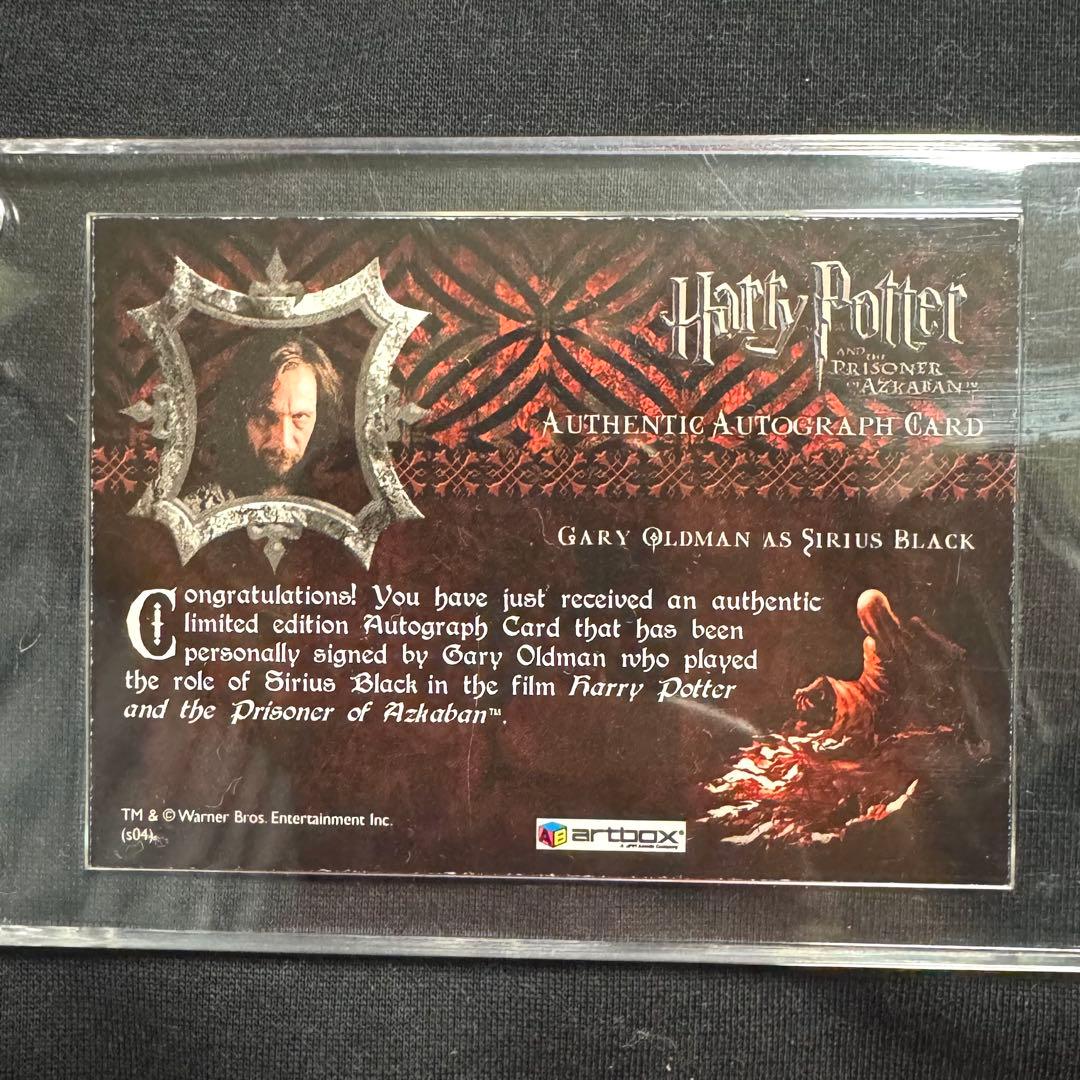 Harry Potter
AND THE
PRISONER
OF AZKABAN™
AUTHENTIC AUTOGRAPH CARD
GARY OLDMAN AS SIRIUS BLACK
Congratulations! You have just received an authentic
limited edition Autograph Card that has been
personally signed by Gary Oldman who played
the role of Sirius Black in the film Harry Potter
and the Prisoner of Azkaban™.
TM & © Warner Bros. Entertainment Inc.
(s04)
AB artbox®